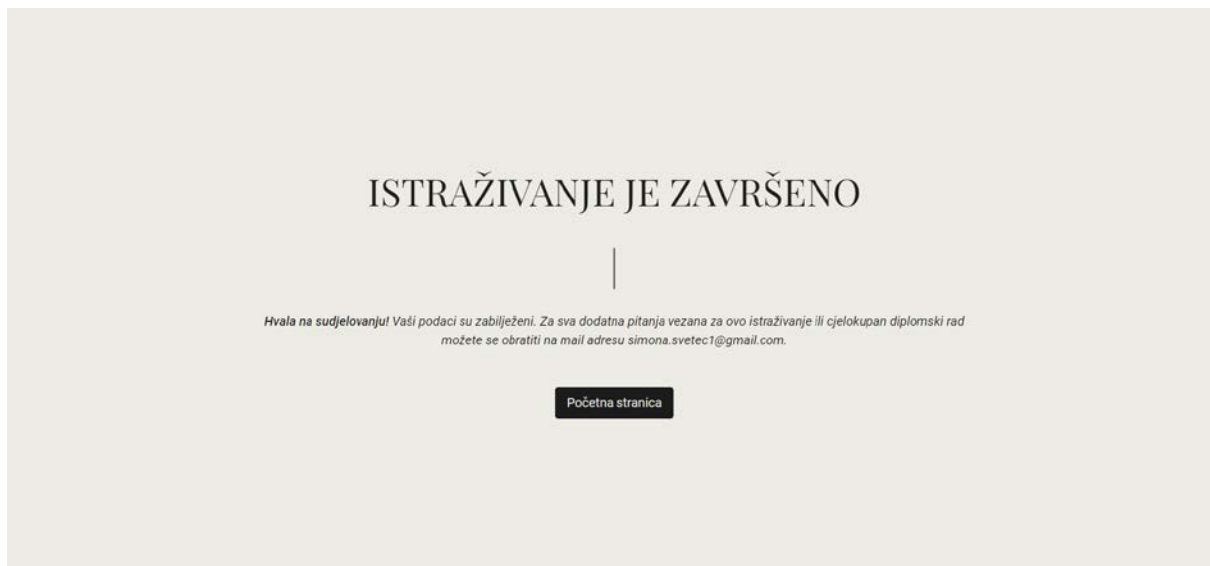 ISTRAŽIVANJE JE ZAVRŠENO
Hvala na sudjelovanju! Vaši podaci su zabilježeni. Za sva dodatna pitanja vezana za ovo istraživanje ili cjelokupan diplomski rad
možete se obratiti na mail adresu simona.svetec1@gmail.com.
Početna stranica